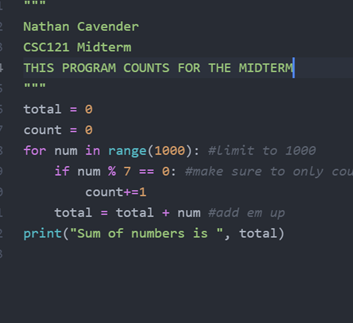 """
Nathan Cavender
CSC121 Midterm
4 THIS PROGRAM COUNTS FOR THE MIDTERM
"""
total = 0
count = 0
for num in range(1000): #limit to 1000
if num % 7 == 0: #make sure to only cou
count+=1
total = total + num #add em up
print("Sum of numbers is ", total)